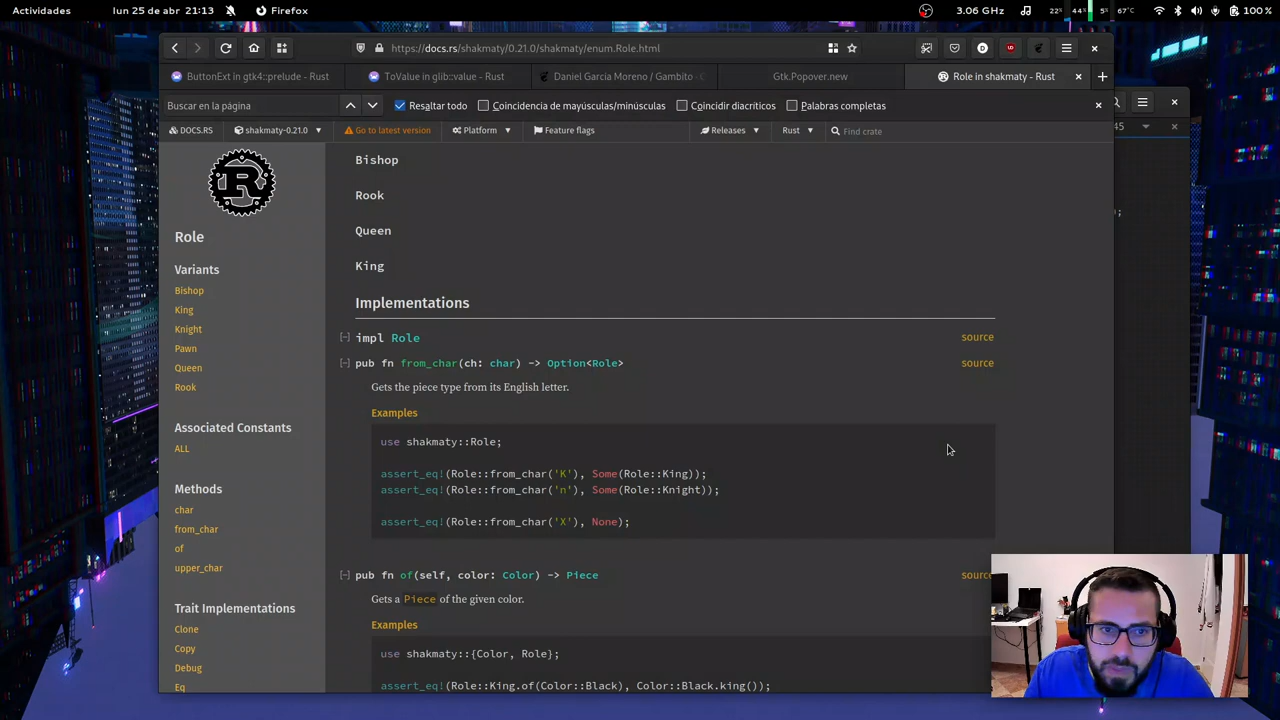 Actividades
lun 25 de abr 21:13
Firefox
3.06 GHz
22%
44%
5%
67°C
100 %
https://docs.rs/shakmaty/0.21.0/shakmaty/enum.Role.html
ButtonExt in gtk4::prelude - Rust
ToValue in glib::value - Rust
Daniel Garcia Moreno / Gambito -
Gtk.Popover.new
Role in shakmaty - Rust
Buscar en la página
Resaltar todo
Coincidencia de mayúsculas/minúsculas
Coincidir diacríticos
Palabras completas
DOCS.RS
shakmaty-0.21.0
Go to latest version
Platform
Feature flags
Releases
Rust
Find crate
45
Role
Variants
Bishop
King
Knight
Pawn
Queen
Rook
Associated Constants
ALL
Methods
char
from_char
of
upper_char
Trait Implementations
Clone
Copy
Debug
Eq
Bishop
Rook
Queen
King
Implementations
[-] impl Role
source
[-] pub fn from_char(ch: char) -> Option<Role>
source
Gets the piece type from its English letter.
Examples
use shakmaty::Role;
assert_eq!(Role::from_char('K'), Some(Role::King));
assert_eq!(Role::from_char('n'), Some(Role::Knight));
assert_eq!(Role::from_char('X'), None);
[-] pub fn of(self, color: Color) -> Piece
source
Gets a Piece of the given color.
Examples
use shakmaty::{Color, Role};
assert_eq!(Role::King.of(Color::Black), Color::Black.king());